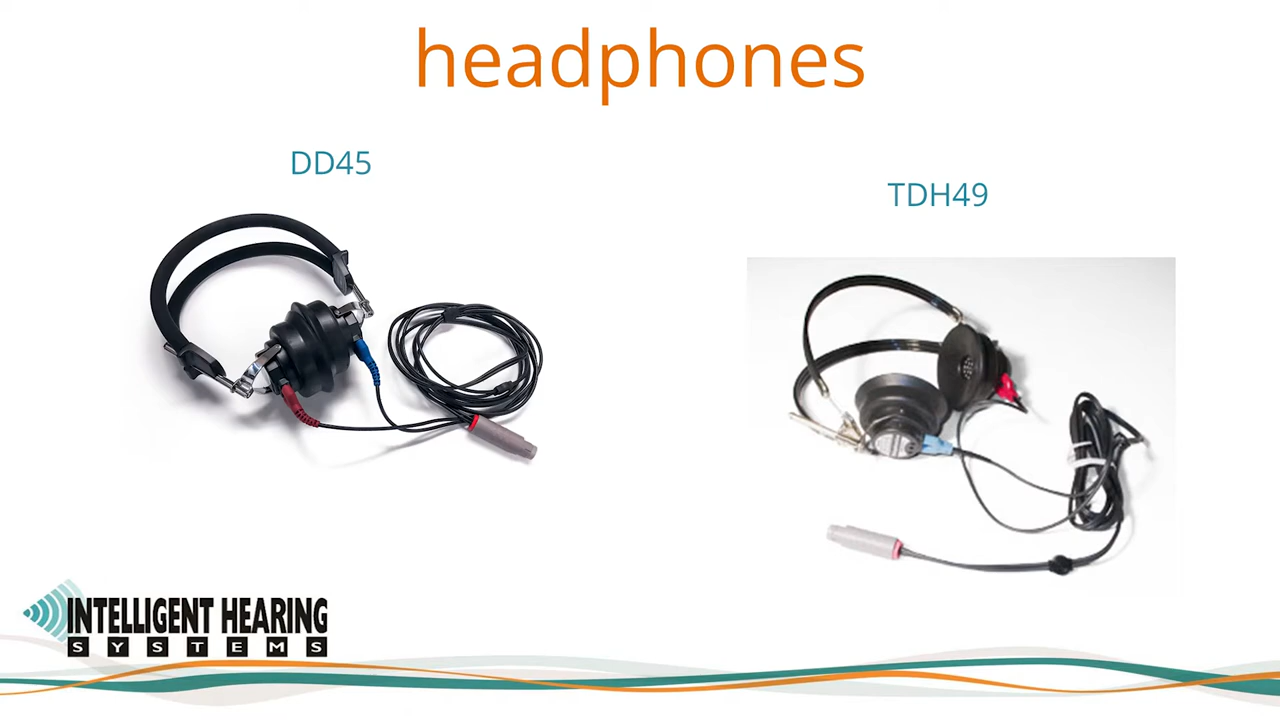 headphones
DD45
TDH49
INTELLIGENT HEARING
SYSTEMS